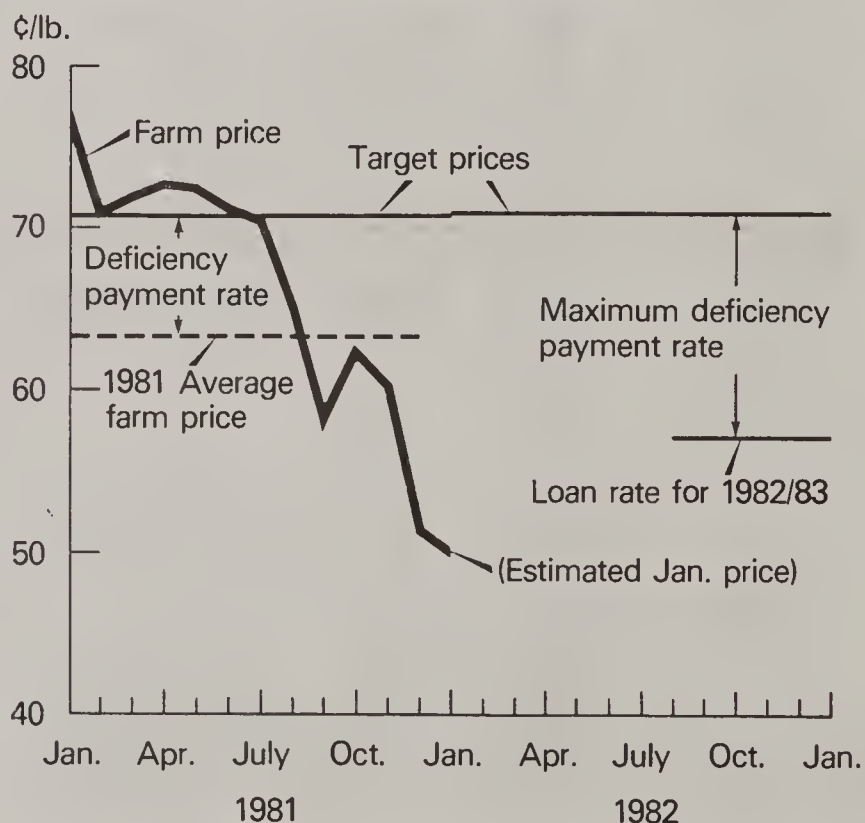 ¢/lb.
80
Farm price
Target prices
70
Deficiency
payment rate
Maximum deficiency
payment rate
60
1981 Average
farm price
Loan rate for 1982/83
50
(Estimated Jan. price)
40
Jan. Apr. July Oct. Jan. Apr. July Oct. Jan.
1981 1982